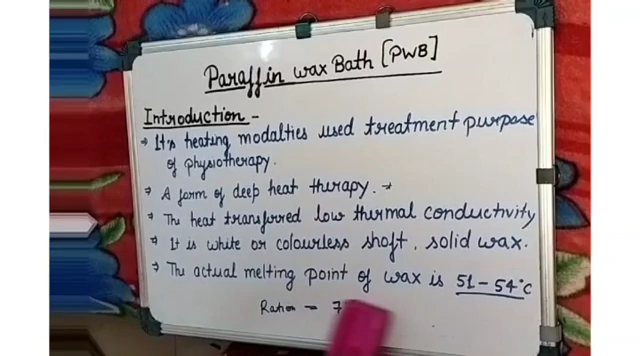 Paraffin wax Bath [PWB]
Introduction -
→ It's heating modalties used treatment purpose
of physiotherapy.
→ A form of deep heat therapy. →
→ The heat tranferred low thermal conductivity
→ It is white or colourless shoft, solid wax.
→ The actual melting point of wax is 51-54°c
Ration = 7